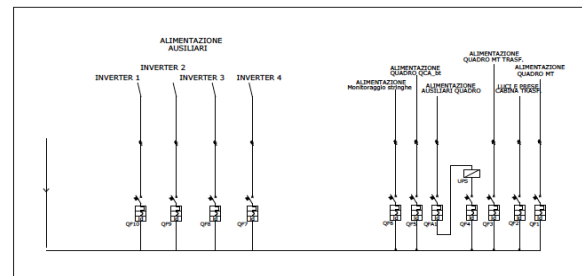 ALIMENTAZIONE
AUSILIARI
INVERTER 1
INVERTER 2
INVERTER 3
INVERTER 4
ALIMENTAZIONE
Monitoraggio stringhe
ALIMENTAZIONE
QUADRO QCA_bt
ALIMENTAZIONE
AUSILIARI QUADRO
ALIMENTAZIONE
QUADRO MT TRASF.
LUCI E PRESE
CABINA TRASF.
ALIMENTAZIONE
QUADRO MT
UPS
QF10
QF9
QF8
QF7
QF6
QF5
QFA1
QF4
QF3
QF2
QF1